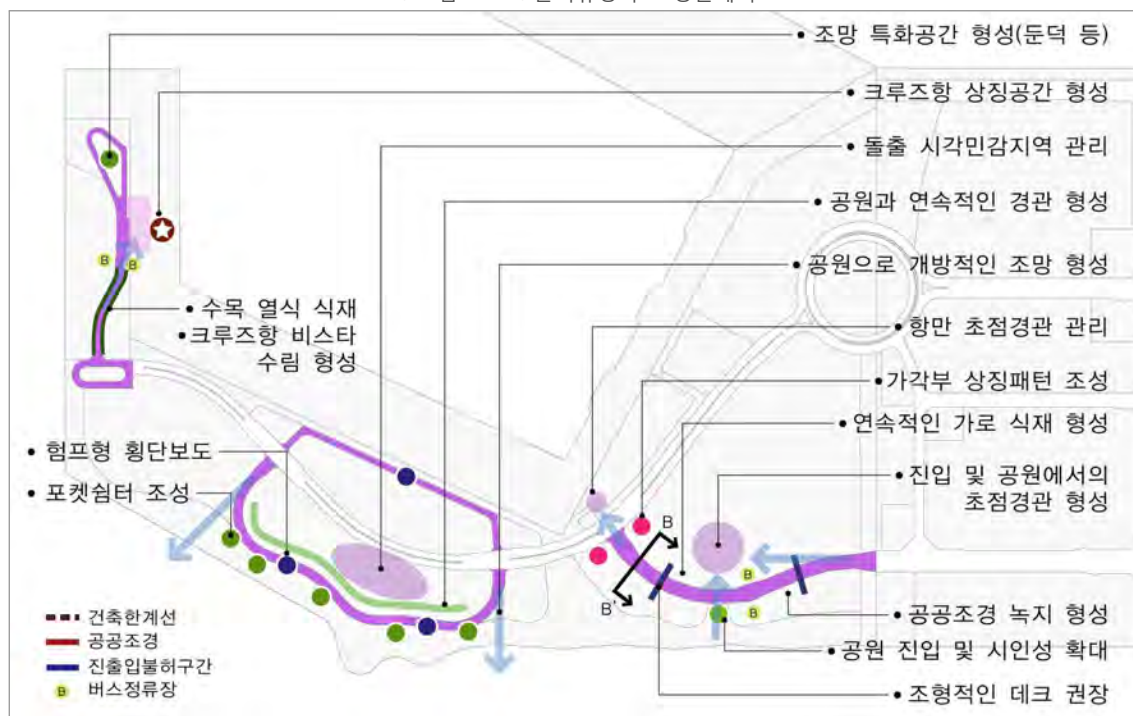 • 조망 특화공간 형성(둔덕 등)
• 크루즈항 상징공간 형성
• 돌출 시각민감지역 관리
• 공원과 연속적인 경관 형성
• 공원으로 개방적인 조망 형성
• 항만 초점경관 관리
• 가각부 상징패턴 조성
• 연속적인 가로 식재 형성
• 진입 및 공원에서의
초점경관 형성
• 공공조경 녹지 형성
• 공원 진입 및 시인성 확대
• 조형적인 데크 권장
B
B
• 수목 열식 식재
• 크루즈항 비스타
수림 형성
• 험프형 횡단보도
• 포켓쉼터 조성
B
B'
B
B
건축한계선
공공조경
진출입불허구간
B 버스정류장